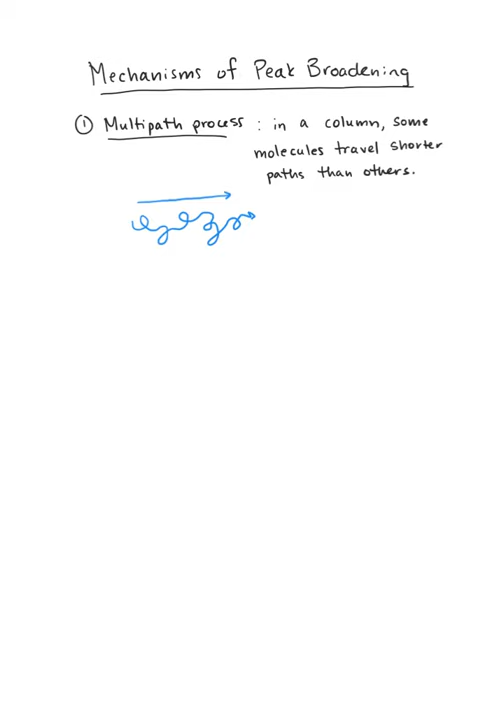 Mechanisms of Peak Broadening
① Multipath process : in a column, some
molecules travel shorter
paths than others.